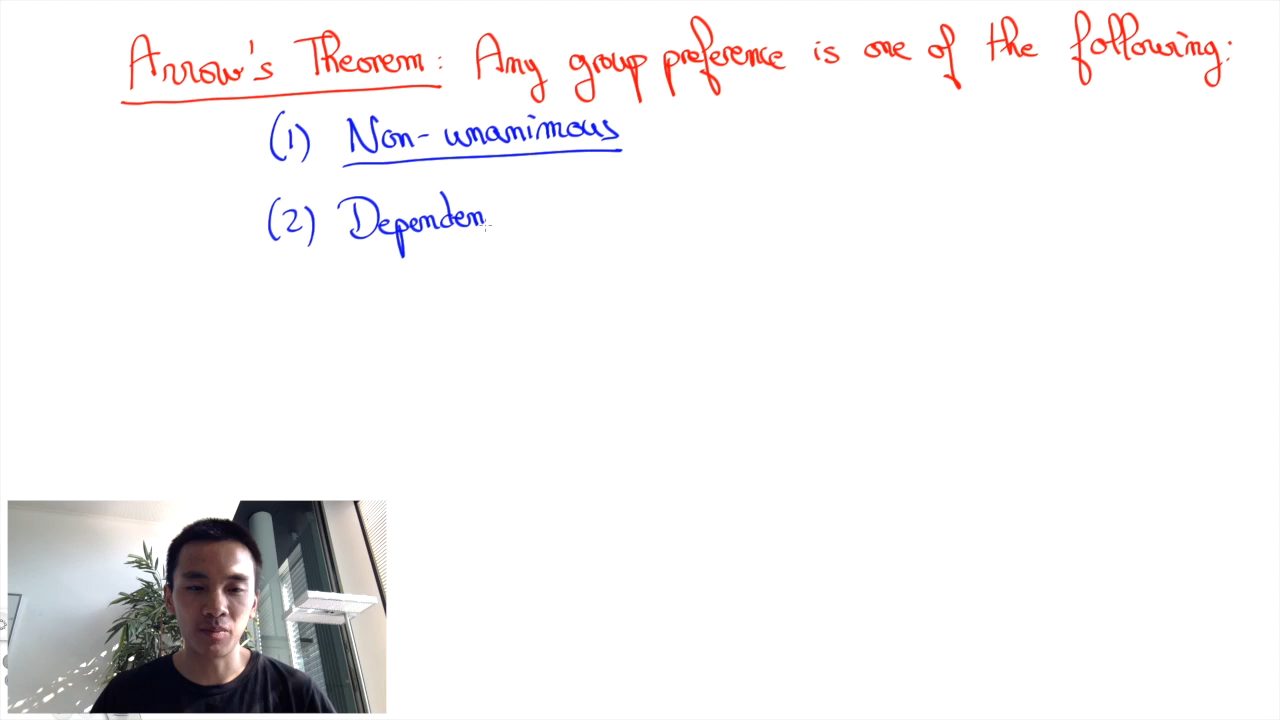 Arrow's Theorem: Any group preference is one of the following:
(1) Non-unanimous
(2) Dependen